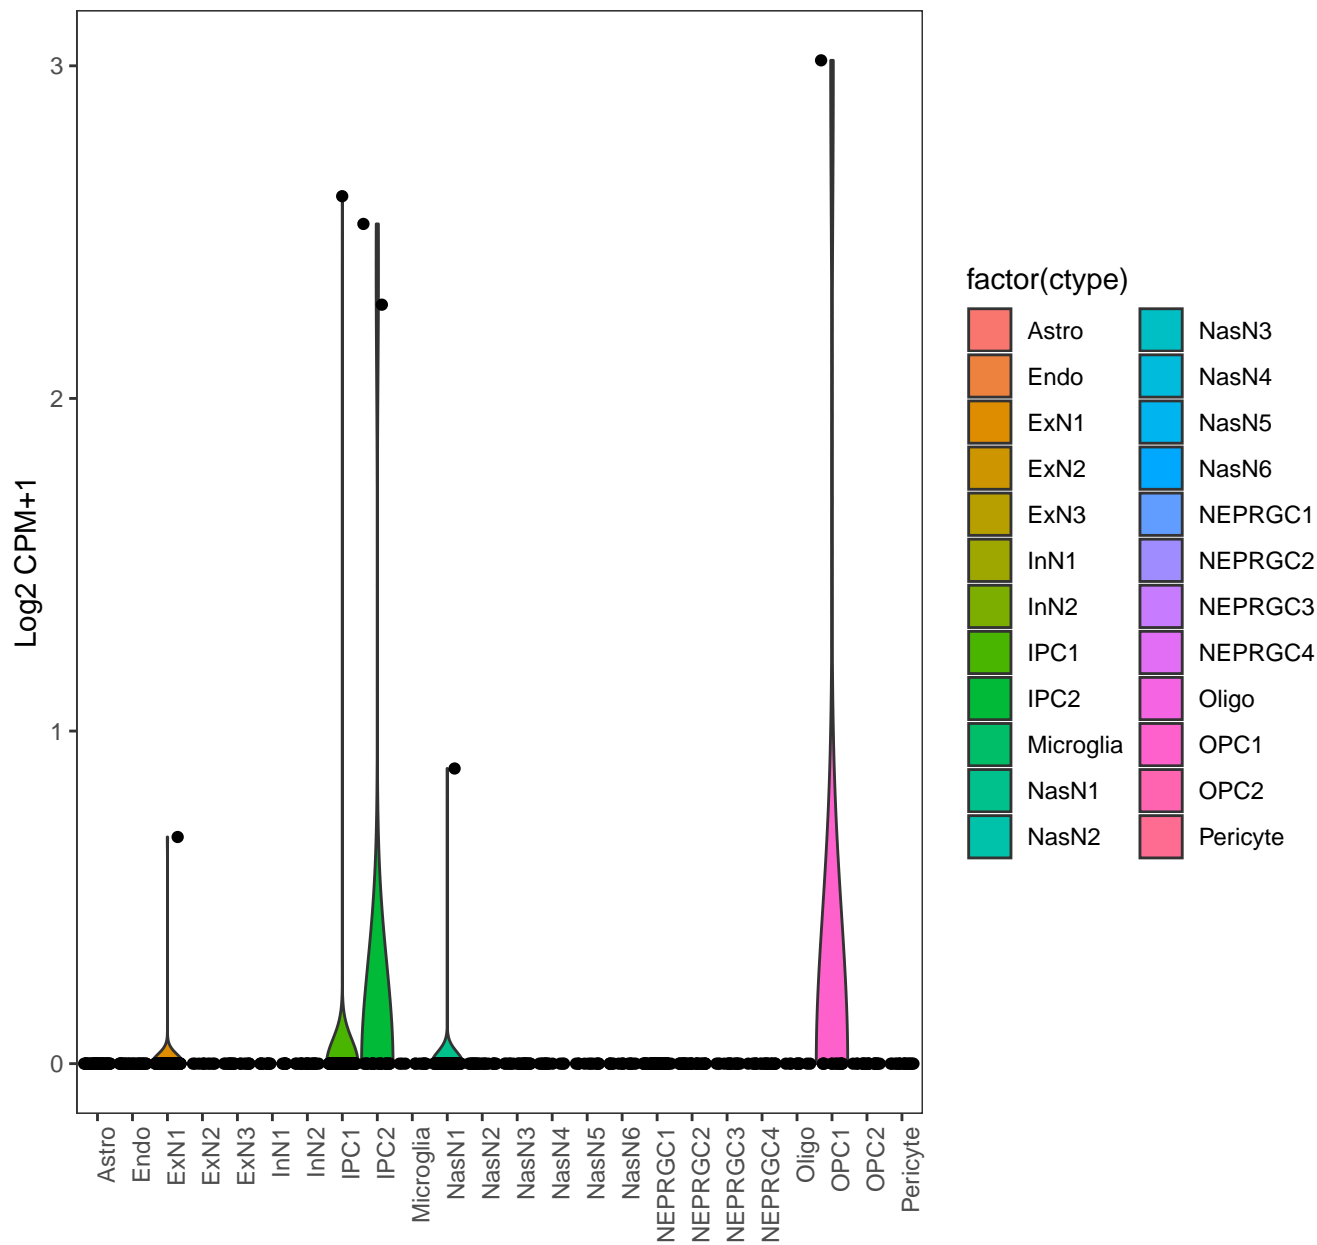 3
2
1
0
Log2 CPM+1
Astro
Endo
ExN1
ExN2
ExN3
InN1
InN2
IPC1
IPC2
Microglia
NasN1
NasN2
NasN3
NasN4
NasN5
NasN6
NEPRGC1
NEPRGC2
NEPRGC3
NEPRGC4
Oligo
OPC1
OPC2
Pericyte
factor(ctype)
Astro
Endo
ExN1
ExN2
ExN3
InN1
InN2
IPC1
IPC2
Microglia
NasN1
NasN2
NasN3
NasN4
NasN5
NasN6
NEPRGC1
NEPRGC2
NEPRGC3
NEPRGC4
Oligo
OPC1
OPC2
Pericyte